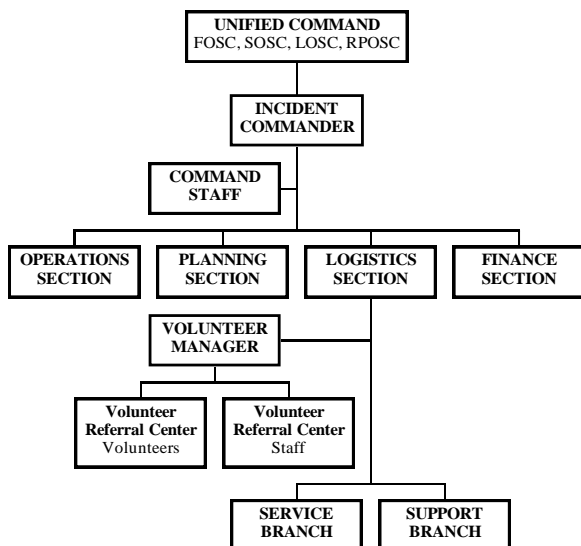 UNIFIED COMMAND
FOSC, SOSC, LOSC, RPOSC
INCIDENT
COMMANDER
COMMAND
STAFF
OPERATIONS
SECTION
PLANNING
SECTION
LOGISTICS
SECTION
FINANCE
SECTION
VOLUNTEER
MANAGER
Volunteer
Referral Center
Volunteers
Volunteer
Referral Center
Staff
SERVICE
BRANCH
SUPPORT
BRANCH